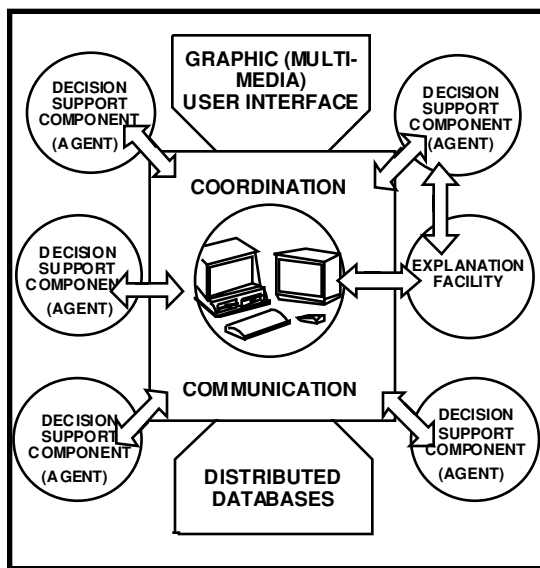 GRAPHIC (MULTI-
MEDIA)
USER INTERFACE
DECISION
SUPPORT
COMPONENT
(AGENT)
DECISION
SUPPORT
COMPONENT
(AGENT)
COORDINATION
DECISION
SUPPORT
COMPONENT
(AGENT)
EXPLANATION
FACILITY
COMMUNICATION
DECISION
SUPPORT
COMPONENT
(AGENT)
DECISION
SUPPORT
COMPONENT
(AGENT)
DISTRIBUTED
DATABASES